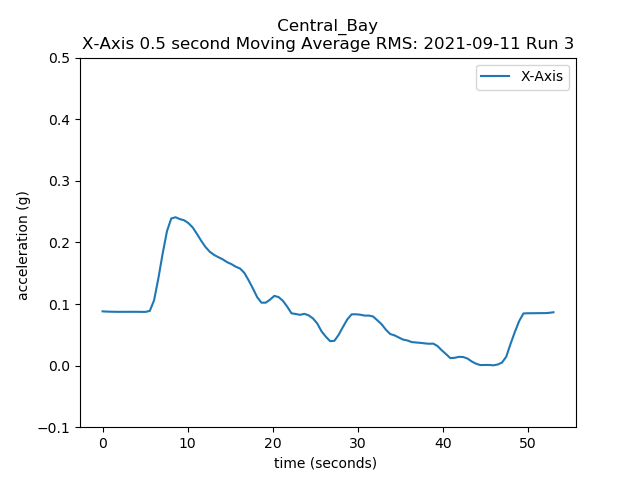 Central_Bay
X-Axis 0.5 second Moving Average RMS: 2021-09-11 Run 3
X-Axis
0.5
0.4
0.3
0.2
0.1
0.0
−0.1
acceleration (g)
0 10 20 30 40 50
time (seconds)